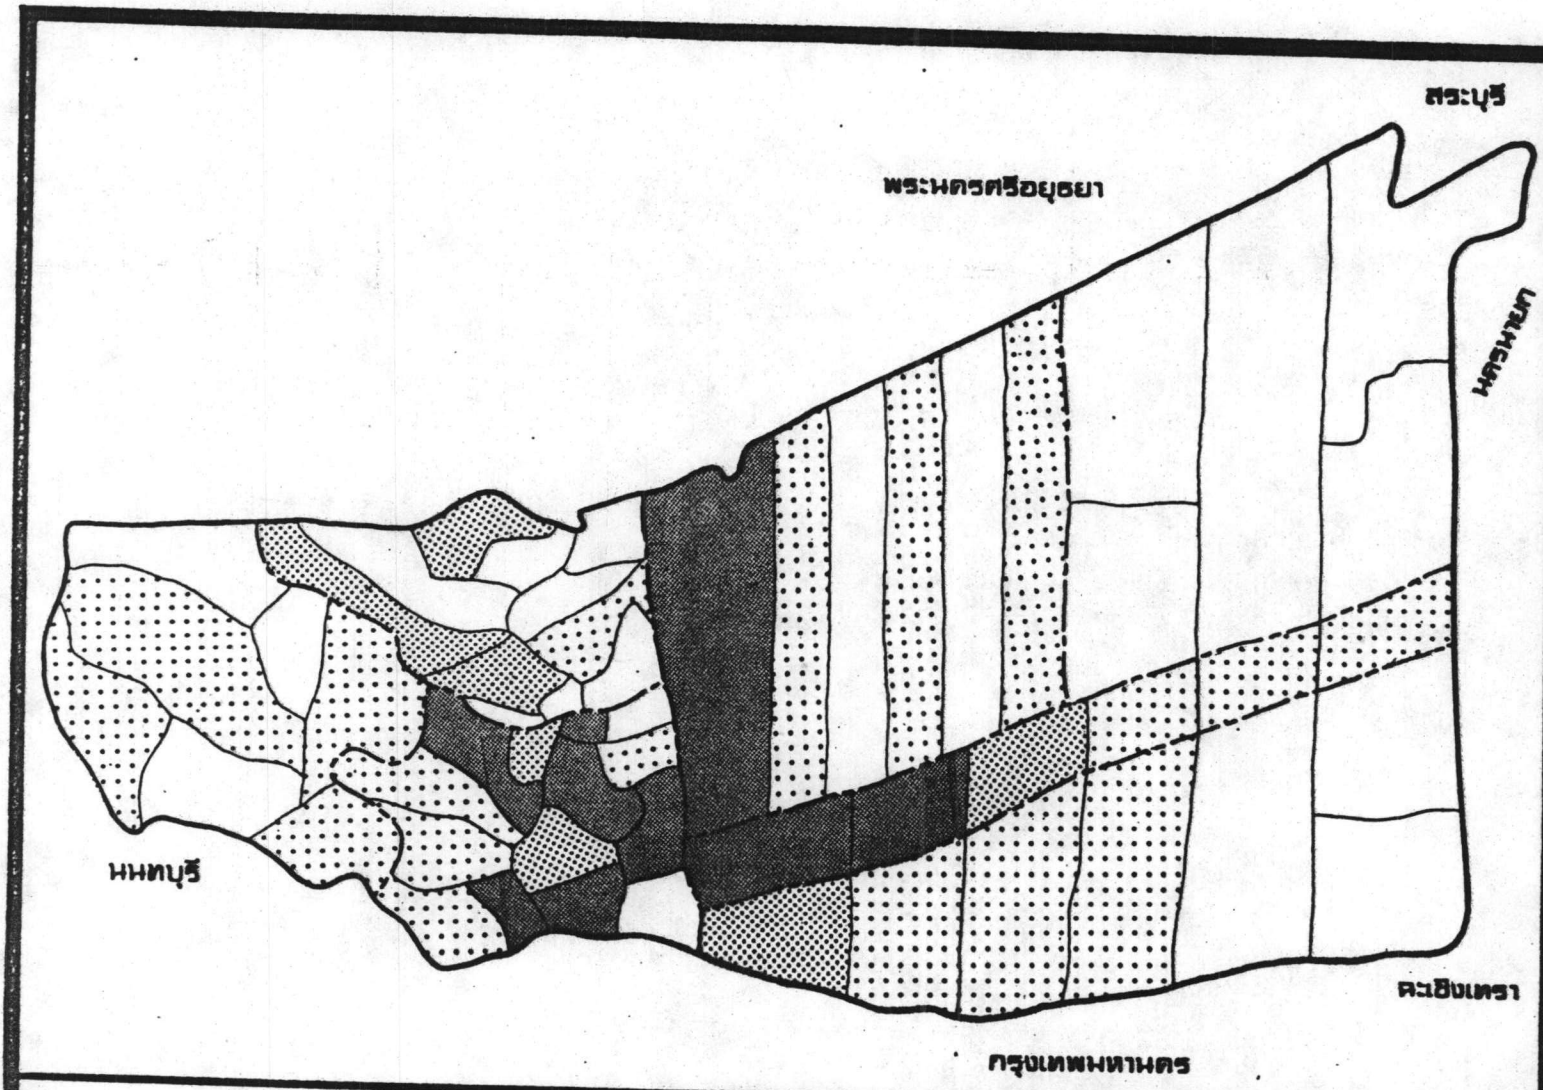 สระบุรี
พระนครศรีอยุธยา
นครนายก
นนทบุรี
ฉะเชิงเทรา
กรุงเทพมหานคร